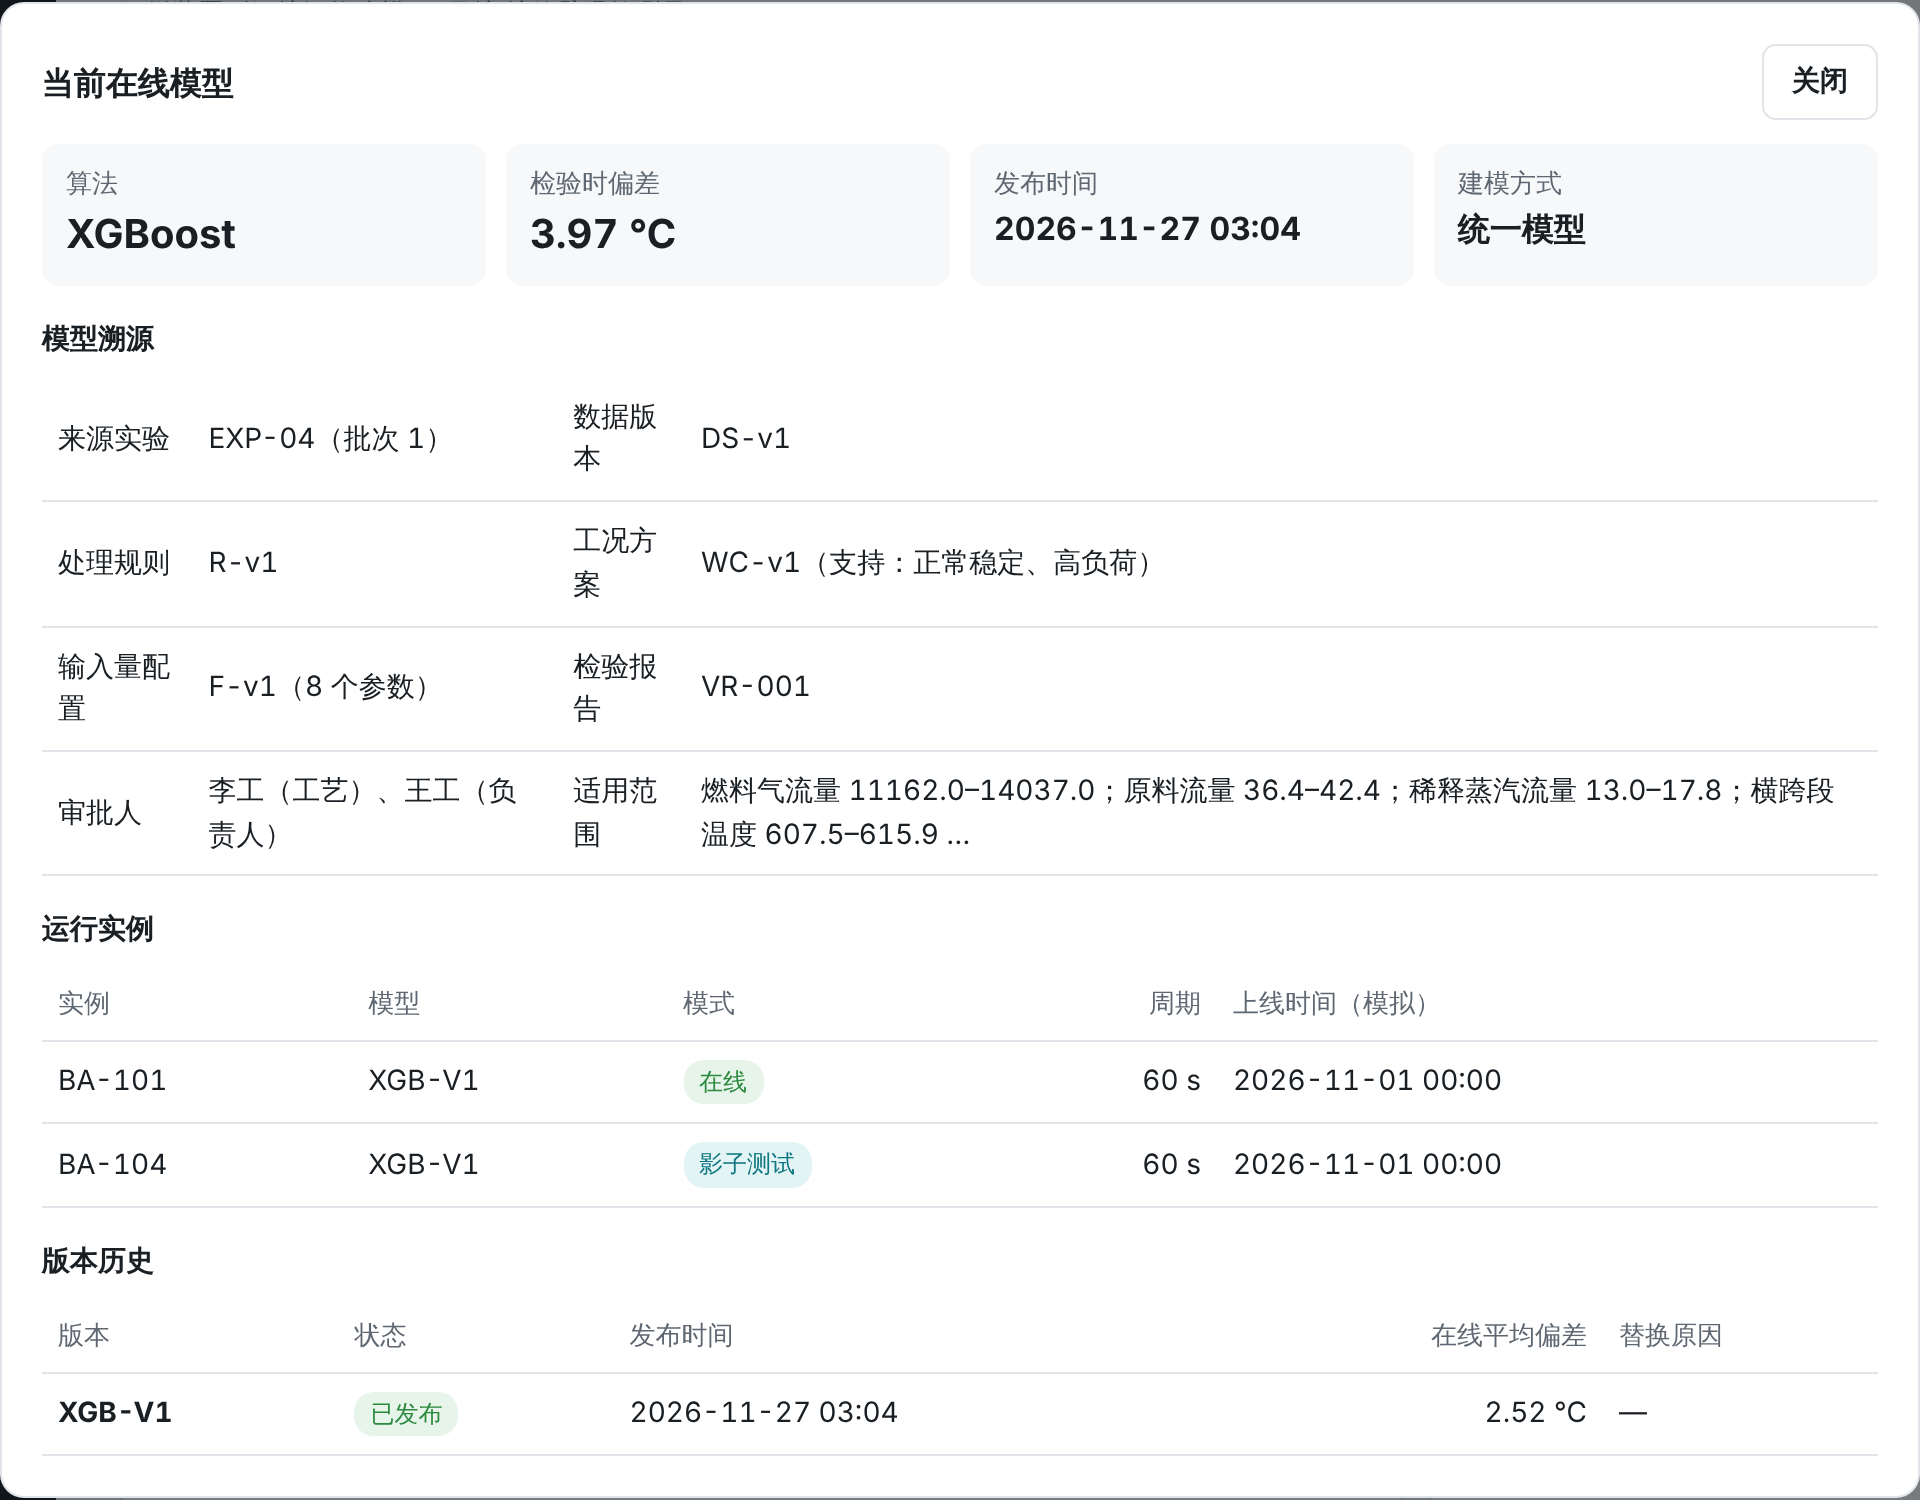 当前在线模型
关闭
算法
XGBoost
检验时偏差
3.97 °C
发布时间
2026-11-27 03:04
建模方式
统一模型
模型溯源
来源实验
EXP-04（批次 1）
数据版
本
DS-v1
处理规则
R-v1
工况方
案
WC-v1（支持：正常稳定、高负荷）
输入量配
置
F-v1（8 个参数）
检验报
告
VR-001
审批人
李工（工艺）、王工（负
责人）
适用范
围
燃料气流量 11162.0–14037.0；原料流量 36.4–42.4；稀释蒸汽流量 13.0–17.8；横跨段
温度 607.5–615.9 ...
运行实例
实例 模型 模式 周期 上线时间（模拟）
BA-101 XGB-V1 在线 60 s 2026-11-01 00:00
BA-104 XGB-V1 影子测试 60 s 2026-11-01 00:00
版本历史
版本 状态 发布时间 在线平均偏差 替换原因
XGB-V1 已发布 2026-11-27 03:04 2.52 °C —